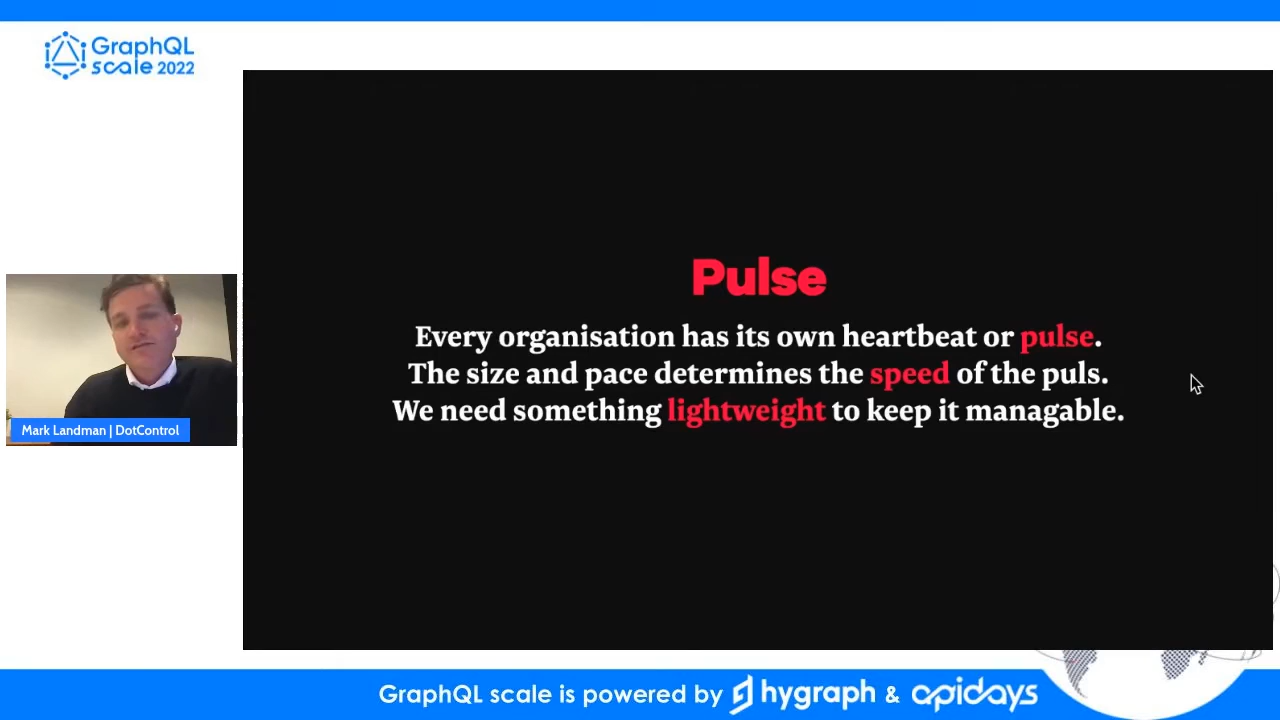 GraphQL
scale 2022
Pulse
Every organisation has its own heartbeat or pulse.
The size and pace determines the speed of the puls.
We need something lightweight to keep it managable.
Mark Landman | DotControl
GraphQL scale is powered by hygraph & apidays